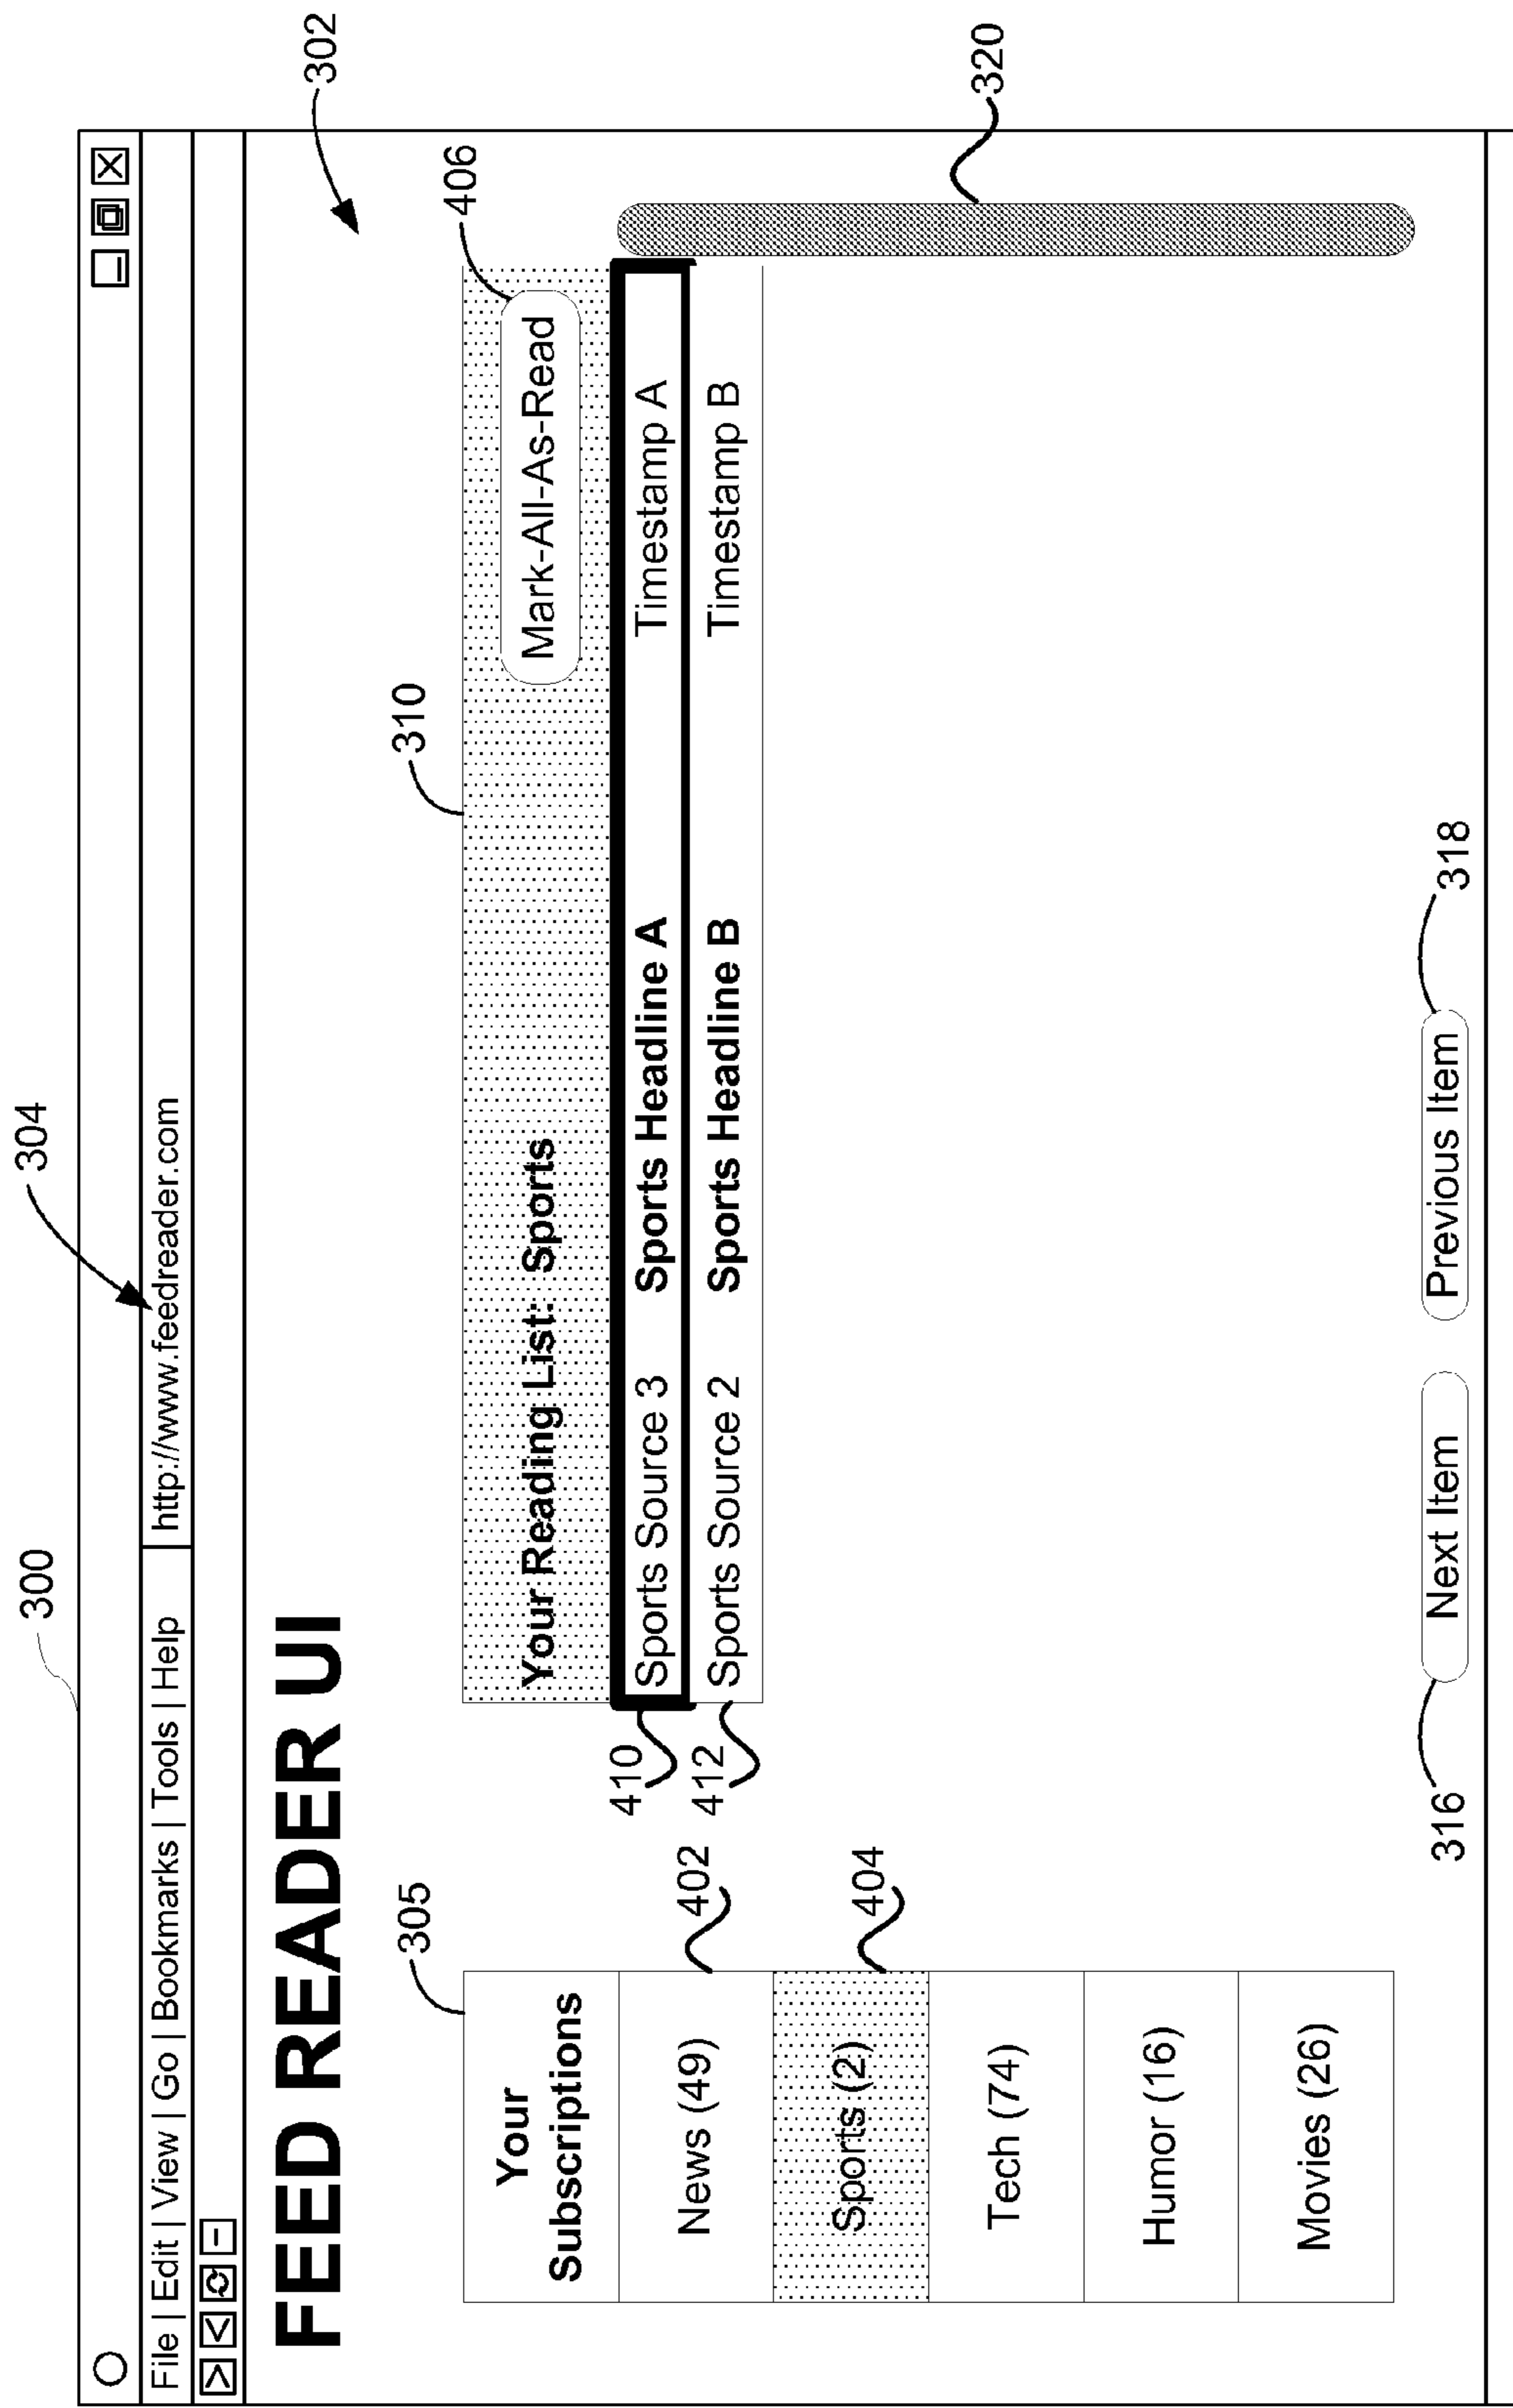 300
304
302
File | Edit | View | Go | Bookmarks | Tools | Help
http://www.feedreader.com
FEED READER UI
305
310
406
Your
Subscriptions
News (49)
402
Sports (2)
404
Tech (74)
Humor (16)
Movies (26)
Your Reading List: Sports
Mark-All-As-Read
410
Sports Source 3 Sports Headline A Timestamp A
412
Sports Source 2 Sports Headline B Timestamp B
320
316
Next Item
Previous Item
318